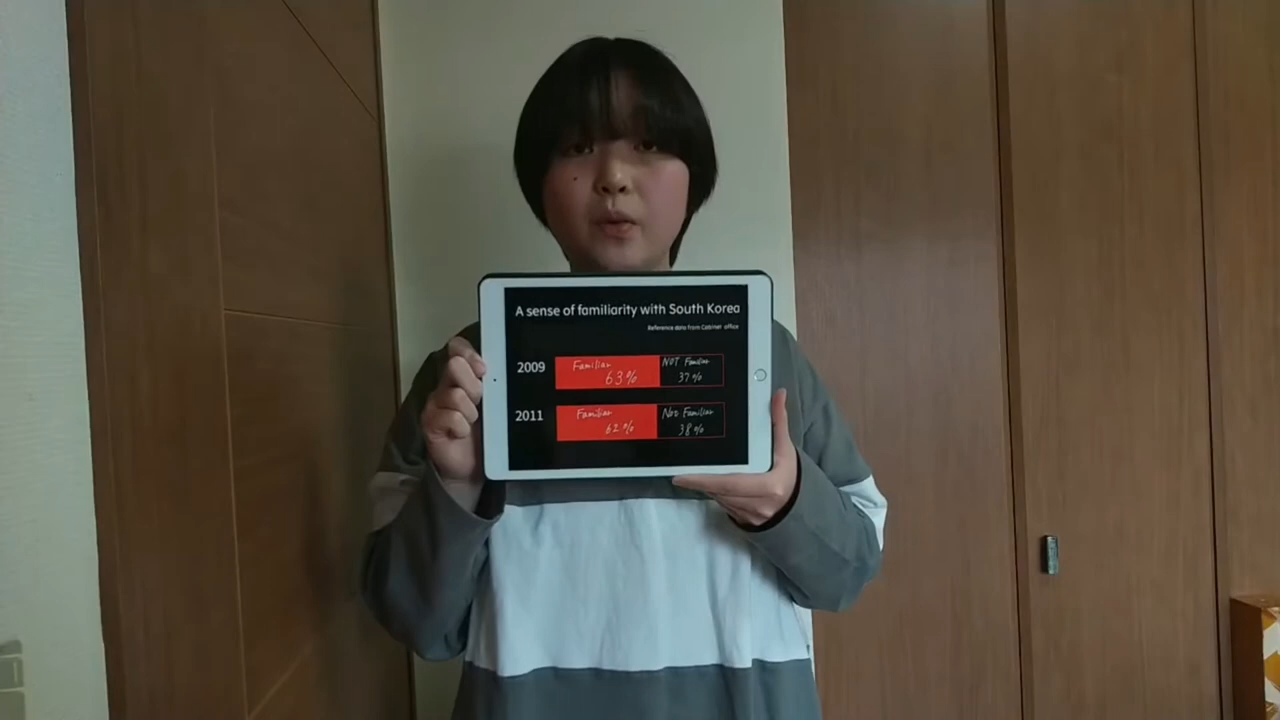 A sense of familiarity with South Korea
Reference data from Cabinet office
2009
Familiar
63%
NOT Familiar
37%
2011
Familiar
62%
Not Familiar
38%